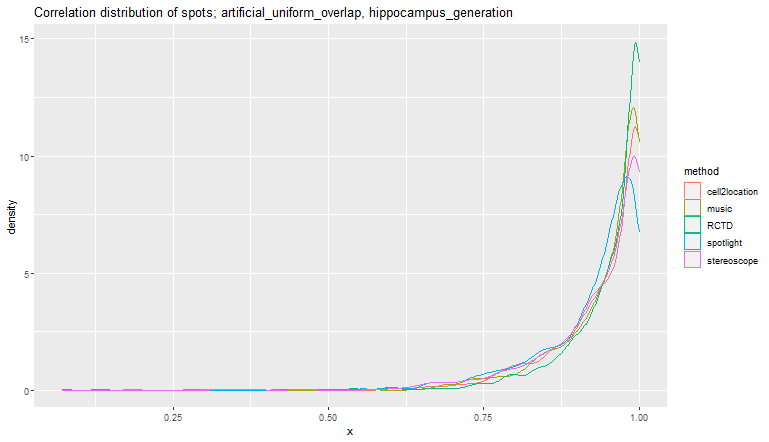 Correlation distribution of spots; artificial_uniform_overlap, hippocampus_generation
15
10
5
0
density
0.25
0.50
0.75
1.00
x
method
cell2location
music
RCTD
spotlight
stereoscope